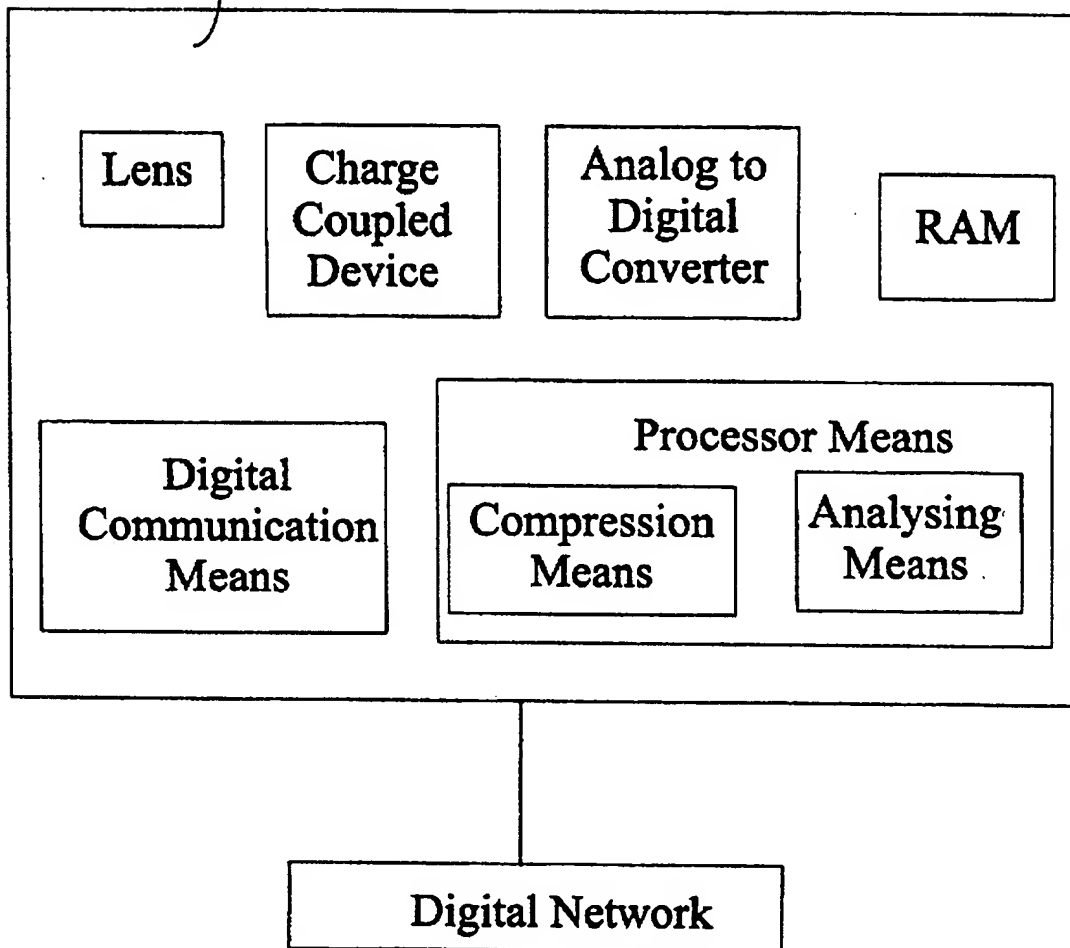 Lens
Charge
Coupled
Device
Analog to
Digital
Converter
RAM
Digital
Communication
Means
Processor Means
Compression
Means
Analysing
Means
Digital Network